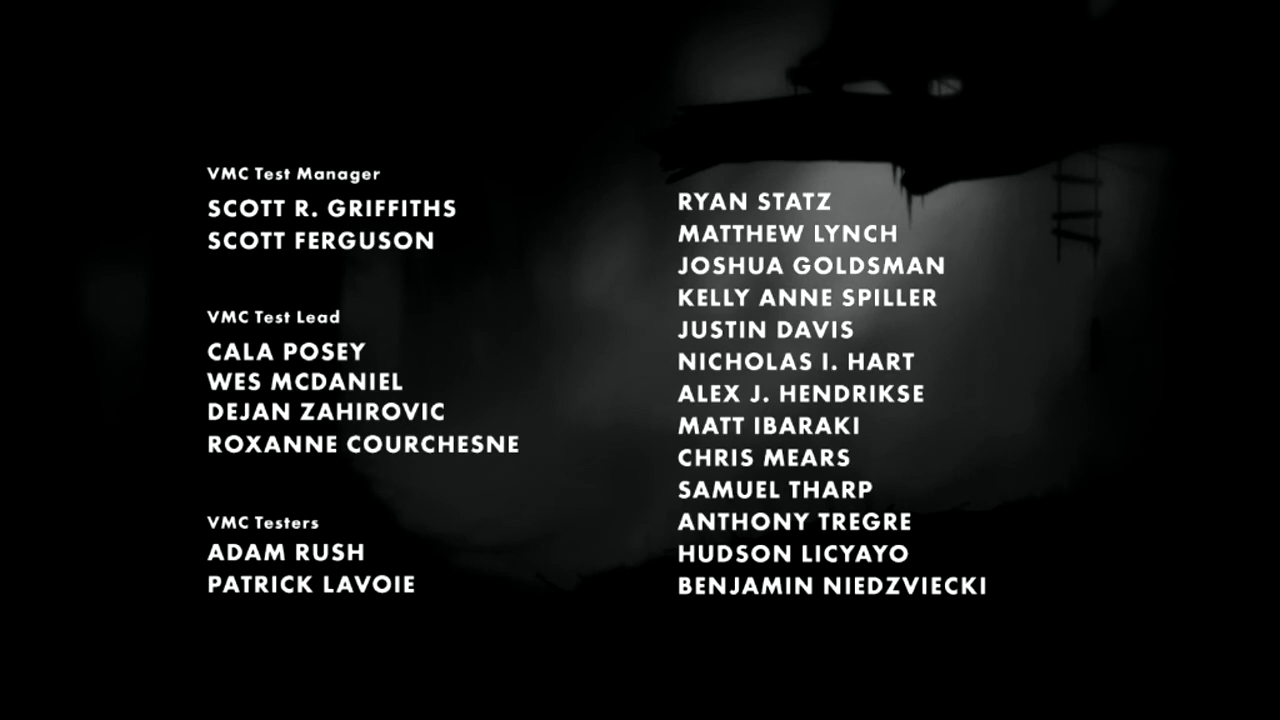 VMC Test Manager
SCOTT R. GRIFFITHS
SCOTT FERGUSON
VMC Test Lead
CALA POSEY
WES MCDANIEL
DEJAN ZAHIROVIC
ROXANNE COURCHESNE
VMC Testers
ADAM RUSH
PATRICK LAVOIE
RYAN STATZ
MATTHEW LYNCH
JOSHUA GOLDSMAN
KELLY ANNE SPILLER
JUSTIN DAVIS
NICHOLAS I. HART
ALEX J. HENDRIKSE
MATT IBARAKI
CHRIS MEARS
SAMUEL THARP
ANTHONY TREGRE
HUDSON LICYAYO
BENJAMIN NIEDZVIECKI